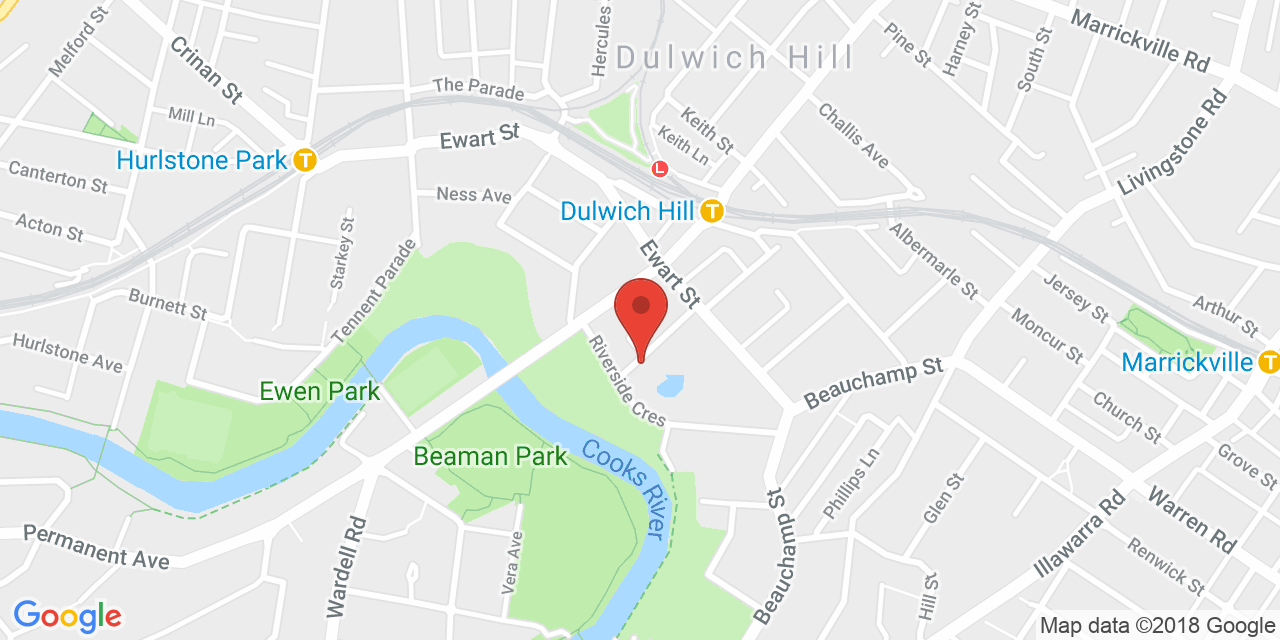 Melford St
Crinan St
Mill Ln
The Parade
Hercules St
Dulwich Hill
Pine St
Harney St
South St
Marrickville Rd
Ewart St
Keith St
Keith Ln
Challis Ave
Livingstone Rd
Hurlstone Park
T
L
Canterton St
Ness Ave
Dulwich Hill
T
Acton St
Starkey St
Tennent Parade
Ewart St
Albermarle St
Jersey St
Arthur St
Burnett St
Moncur St
Hurlstone Ave
Riverside Cres
Marrickville
T
Ewen Park
Beauchamp St
Church St
Beaman Park
Cooks River
Phillips Ln
Grove St
Glen St
Permanent Ave
Wardell Rd
Vera Ave
Beauchamp St
Illawarra Rd
Warren Rd
Renwick St
Hill St
Google
Map data ©2018 Google